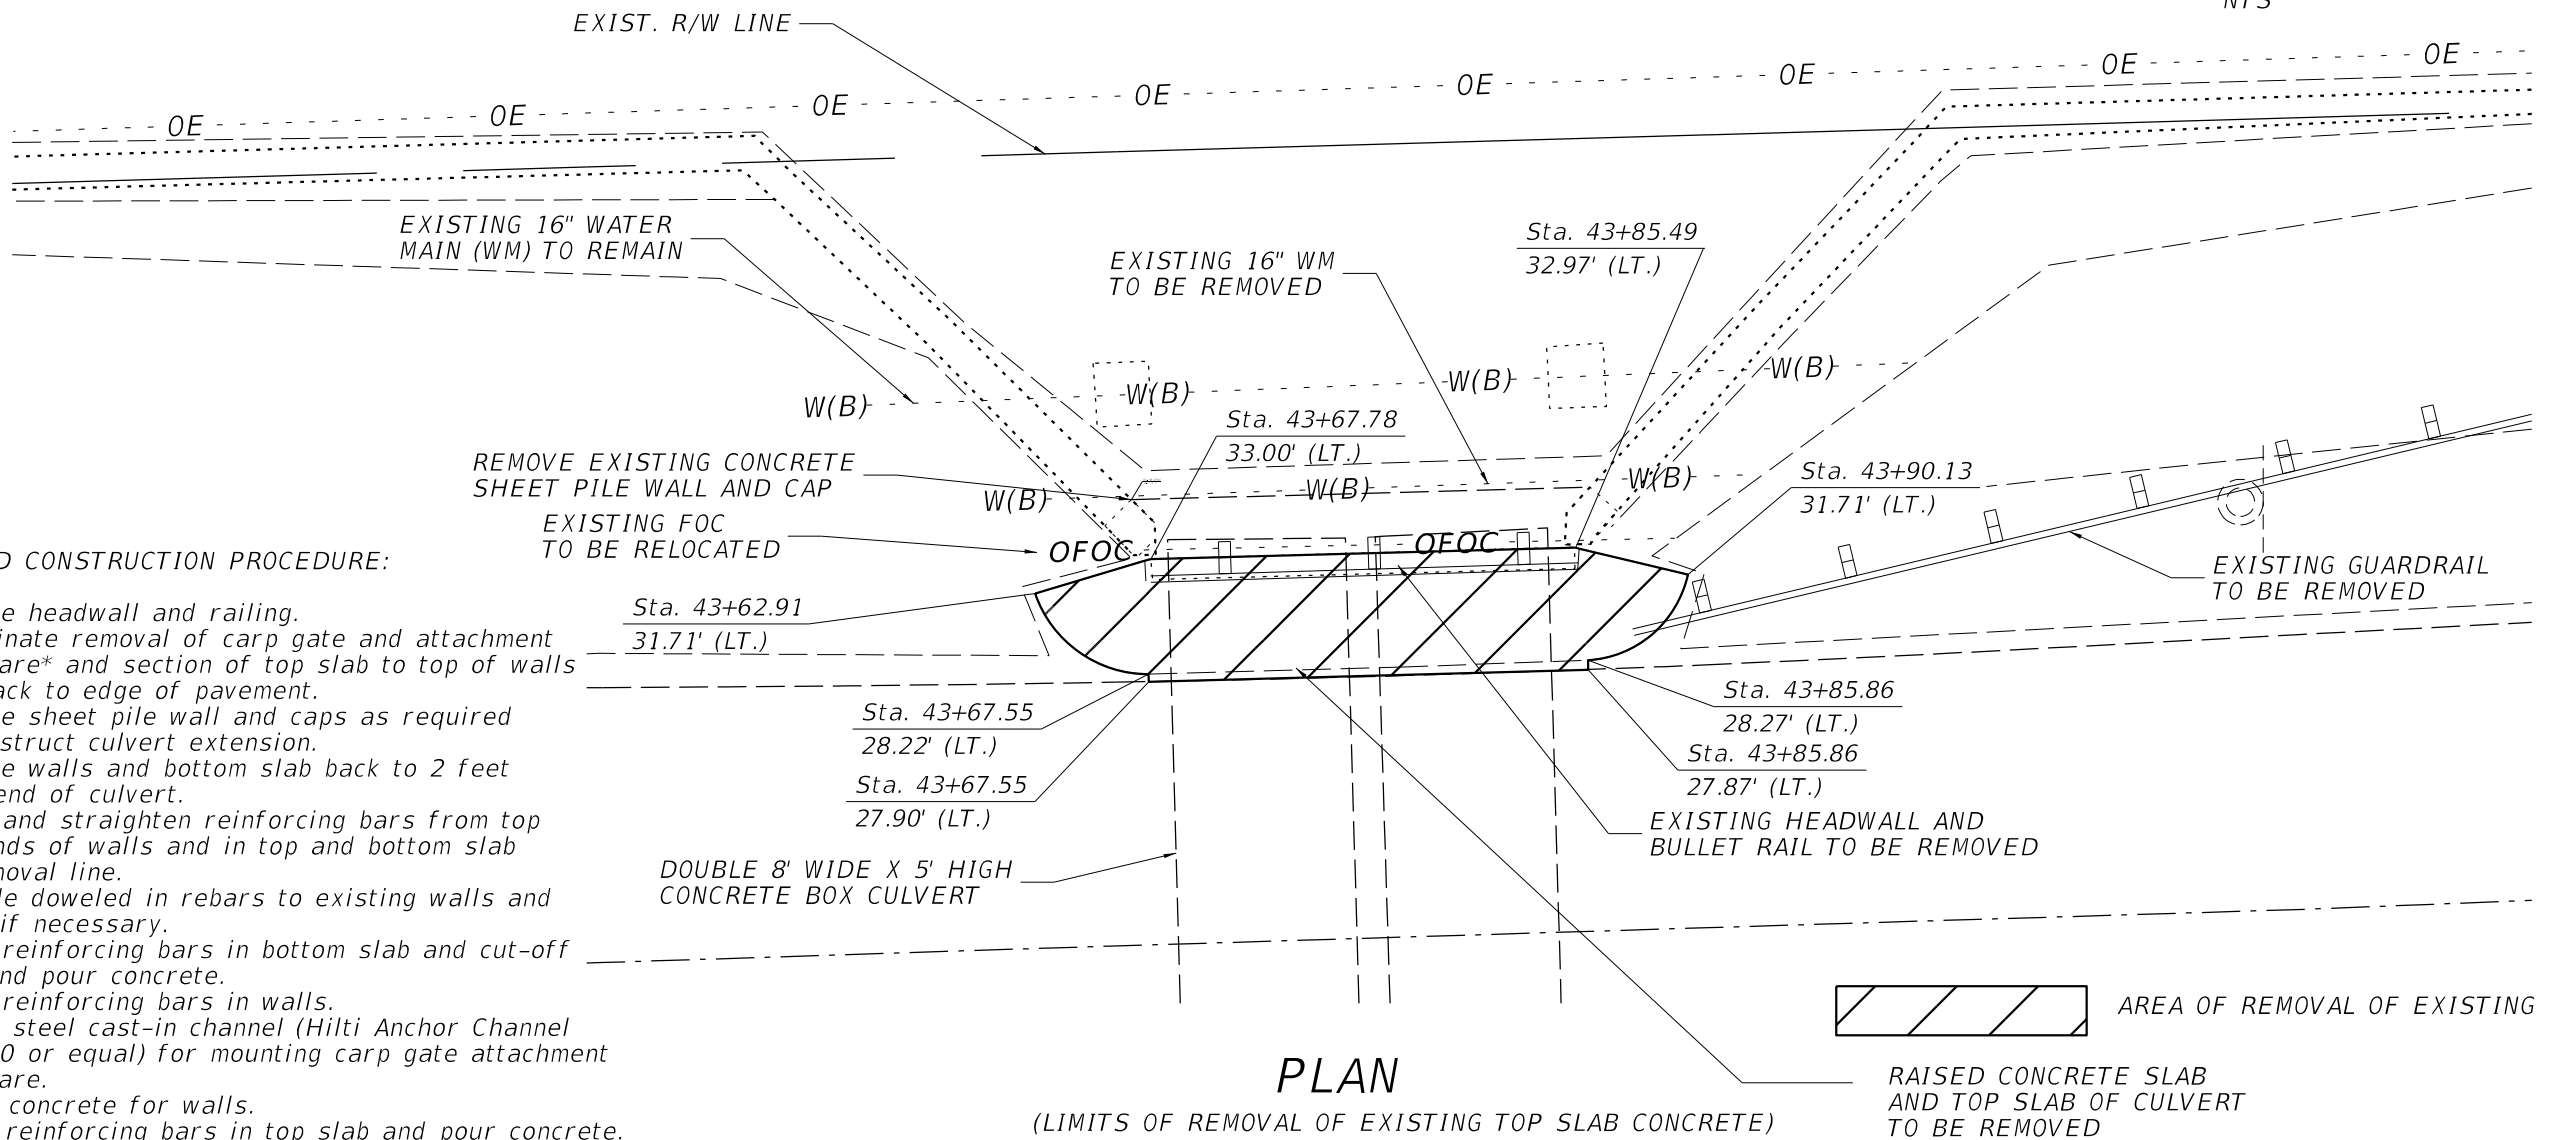 NTS
EXIST. R/W LINE
OE OE OE OE OE OE OE OE
EXISTING 16" WATER
MAIN (WM) TO REMAIN
EXISTING 16" WM
TO BE REMOVED
Sta. 43+85.49
32.97' (LT.)
W(B) W(B) W(B) W(B)
Sta. 43+67.78
33.00' (LT.)
REMOVE EXISTING CONCRETE
SHEET PILE WALL AND CAP
W(B) W(B) W(B)
Sta. 43+90.13
31.71' (LT.)
EXISTING FOC
TO BE RELOCATED
OFOC OFOC
EXISTING GUARDRAIL
TO BE REMOVED
Sta. 43+62.91
31.71' (LT.)
Sta. 43+67.55
28.22' (LT.)
Sta. 43+67.55
27.90' (LT.)
Sta. 43+85.86
28.27' (LT.)
Sta. 43+85.86
27.87' (LT.)
EXISTING HEADWALL AND
BULLET RAIL TO BE REMOVED
DOUBLE 8' WIDE X 5' HIGH
CONCRETE BOX CULVERT
D CONSTRUCTION PROCEDURE:
e headwall and railing.
inate removal of carp gate and attachment
are* and section of top slab to top of walls
ack to edge of pavement.
e sheet pile wall and caps as required
struct culvert extension.
e walls and bottom slab back to 2 feet
end of culvert.
and straighten reinforcing bars from top
nds of walls and in top and bottom slab
moval line.
de doweled in rebars to existing walls and
if necessary.
reinforcing bars in bottom slab and cut-off
nd pour concrete.
reinforcing bars in walls.
steel cast-in channel (Hilti Anchor Channel
0 or equal) for mounting carp gate attachment
are.
concrete for walls.
reinforcing bars in top slab and pour concrete.
AREA OF REMOVAL OF EXISTING
RAISED CONCRETE SLAB
AND TOP SLAB OF CULVERT
TO BE REMOVED
PLAN
(LIMITS OF REMOVAL OF EXISTING TOP SLAB CONCRETE)